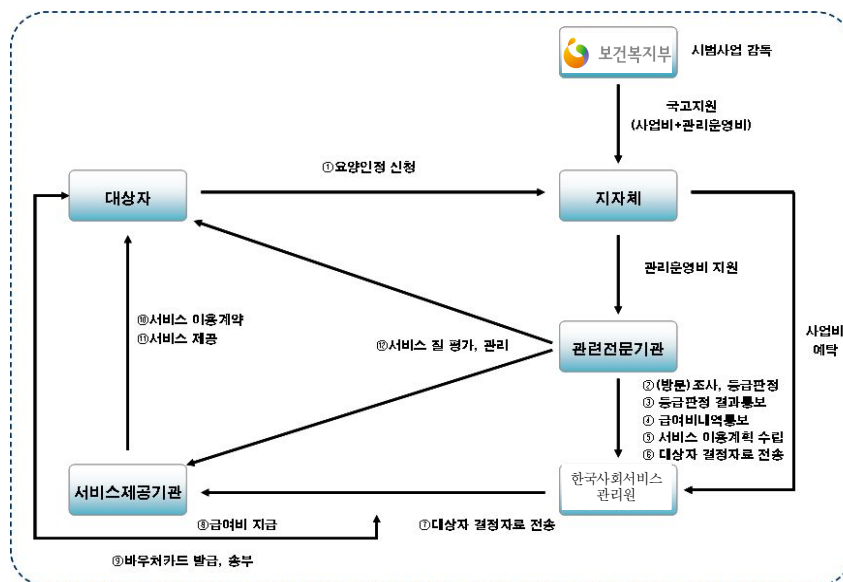 보건복지부
시범사업 감독
국고지원
(사업비+관리운영비)
①요양인정 신청
대상자
지자체
관리운영비 지원
⑩서비스 이용계약
⑪서비스 제공
⑫서비스 질 평가, 관리
관련전문기관
사업비
예탁
②(방문)조사, 등급판정
③ 등급판정 결과통보
④ 급여비내역통보
⑤ 서비스 이용계획 수립
⑥ 대상자 결정자료 전송
서비스제공기관
한국사회서비스
관리원
⑧급여비 지급
⑦대상자 결정자료 전송
⑨바우처카드 발급, 송부